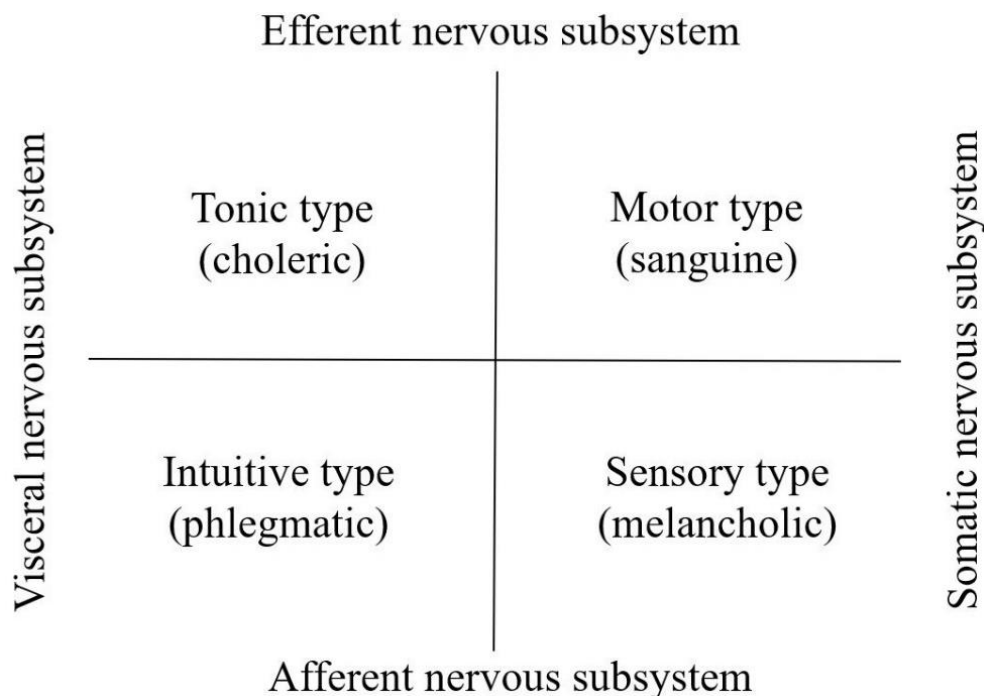 Efferent nervous subsystem
Visceral nervous subsystem
Tonic type
(choleric)
Motor type
(sanguine)
Somatic nervous subsystem
Intuitive type
(phlegmatic)
Sensory type
(melancholic)
Afferent nervous subsystem